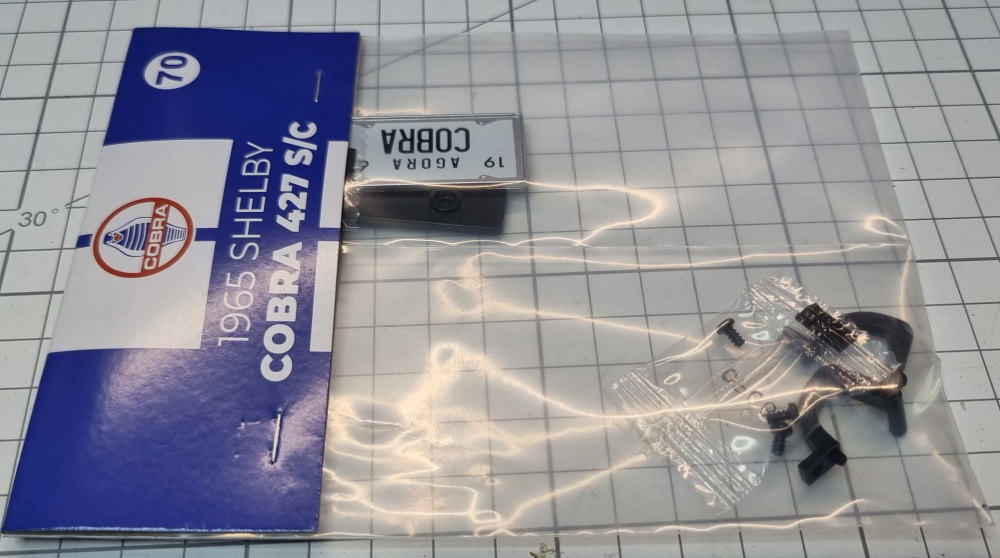 70
1965 SHELBY
COBRA 427 S/C
COBRA
19 AGORA
COBRA
30°